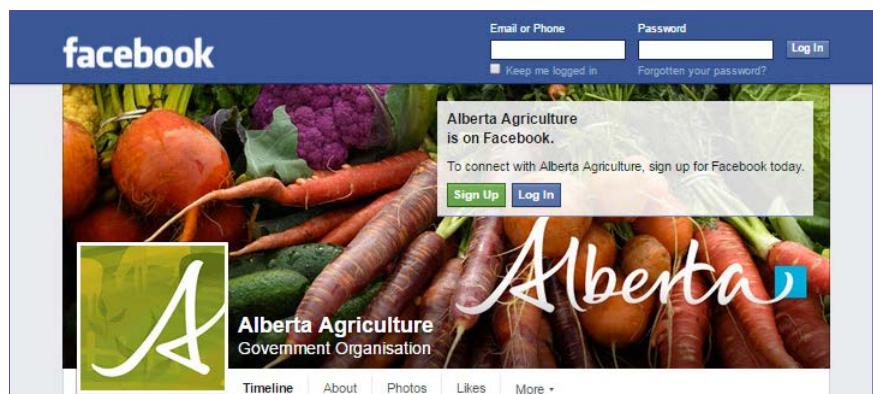 Email or Phone
Password
facebook
Log In
Keep me logged in
Forgotten your password?
Alberta Agriculture
is on Facebook.
To connect with Alberta Agriculture, sign up for Facebook today.
Sign Up
Log In
Alberta
A
Alberta Agriculture
Government Organisation
Timeline About Photos Likes More